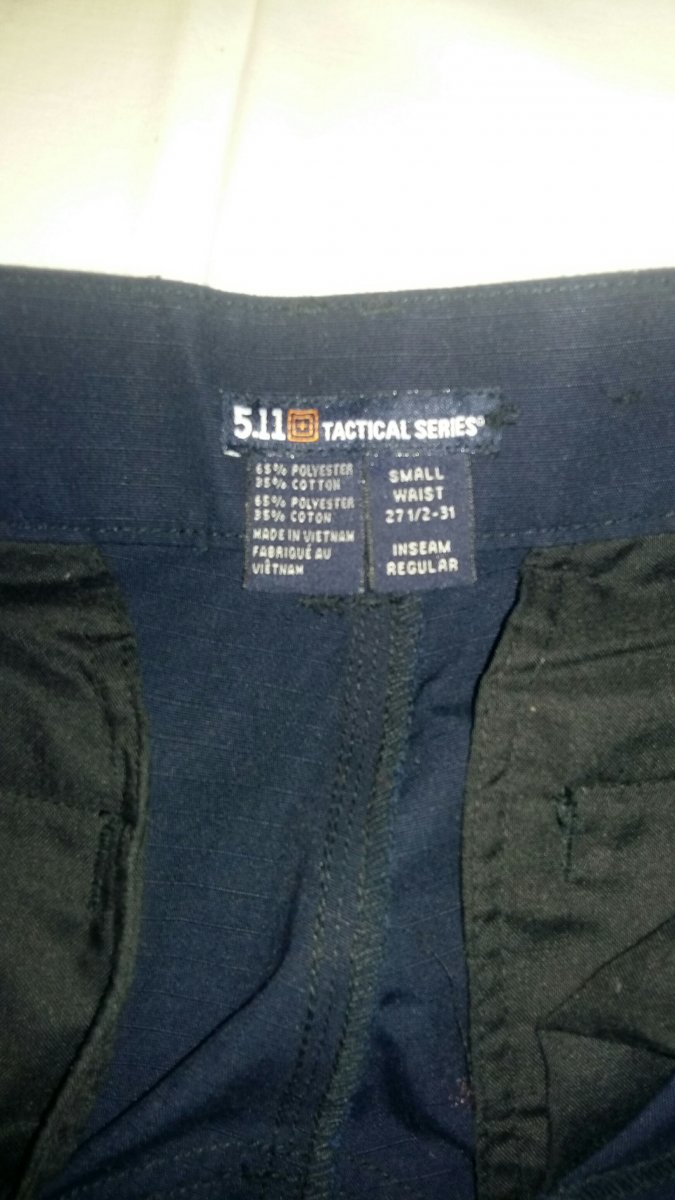 5.11 TACTICAL SERIES®
65% POLYESTER
35% COTTON
65% POLYESTER
35% COTON
MADE IN VIETNAM
FABRIQUÉ AU
VIÊTNAM
SMALL
WAIST
27 1/2-31
INSEAM
REGULAR